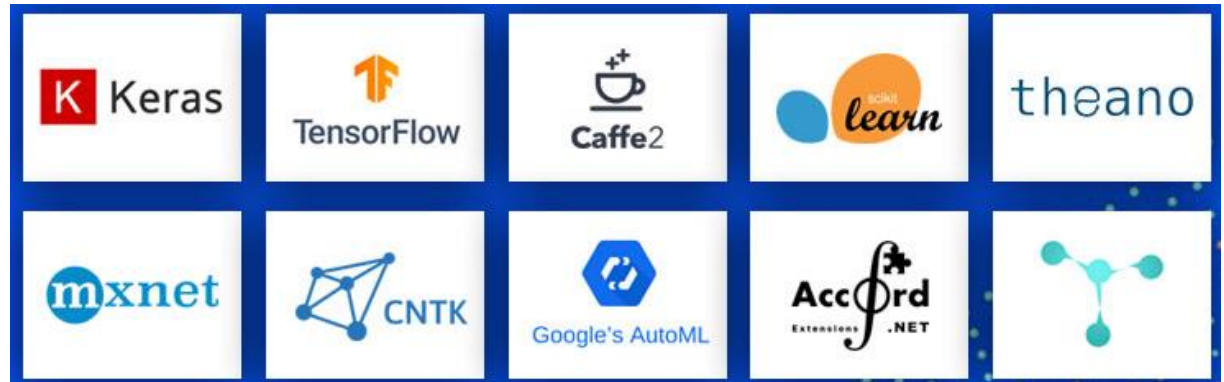 K Keras
TensorFlow
Caffe2
scikit
learn
theano
mxnet
CNTK
Google's AutoML
Accord
Extensions .NET